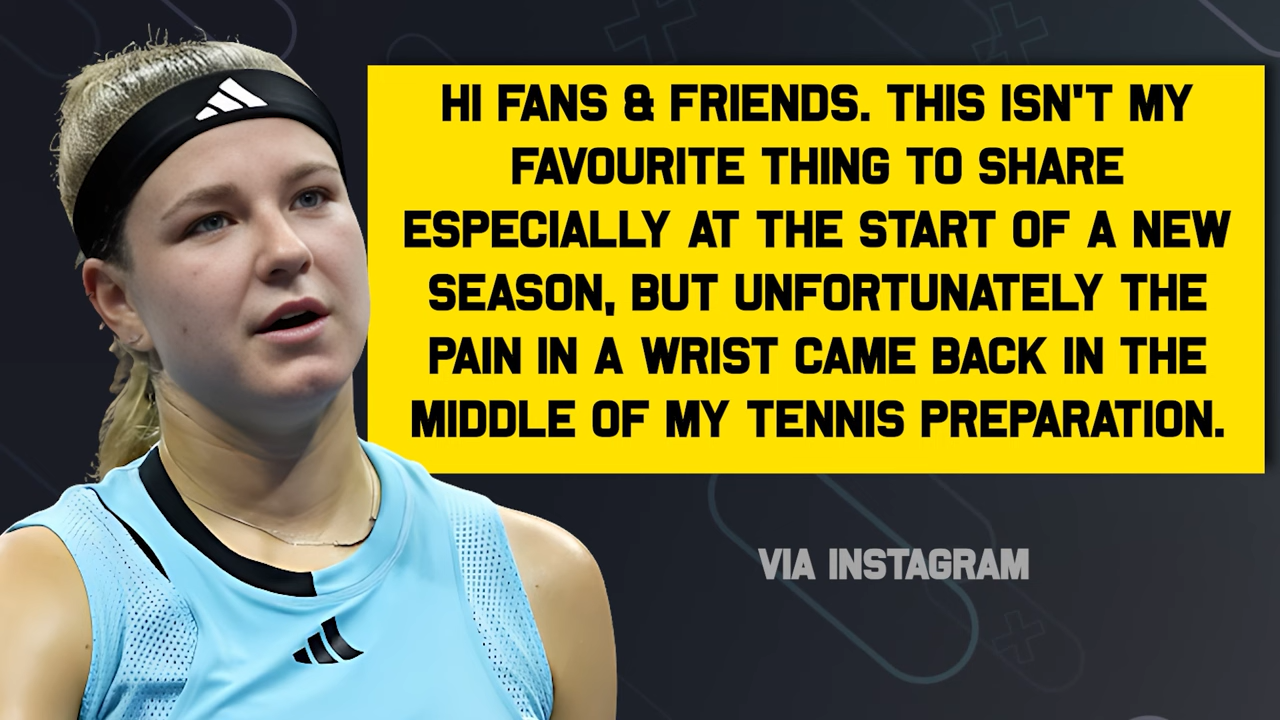 HI FANS & FRIENDS. THIS ISN'T MY
FAVOURITE THING TO SHARE
ESPECIALLY AT THE START OF A NEW
SEASON, BUT UNFORTUNATELY THE
PAIN IN A WRIST CAME BACK IN THE
MIDDLE OF MY TENNIS PREPARATION.
VIA INSTAGRAM